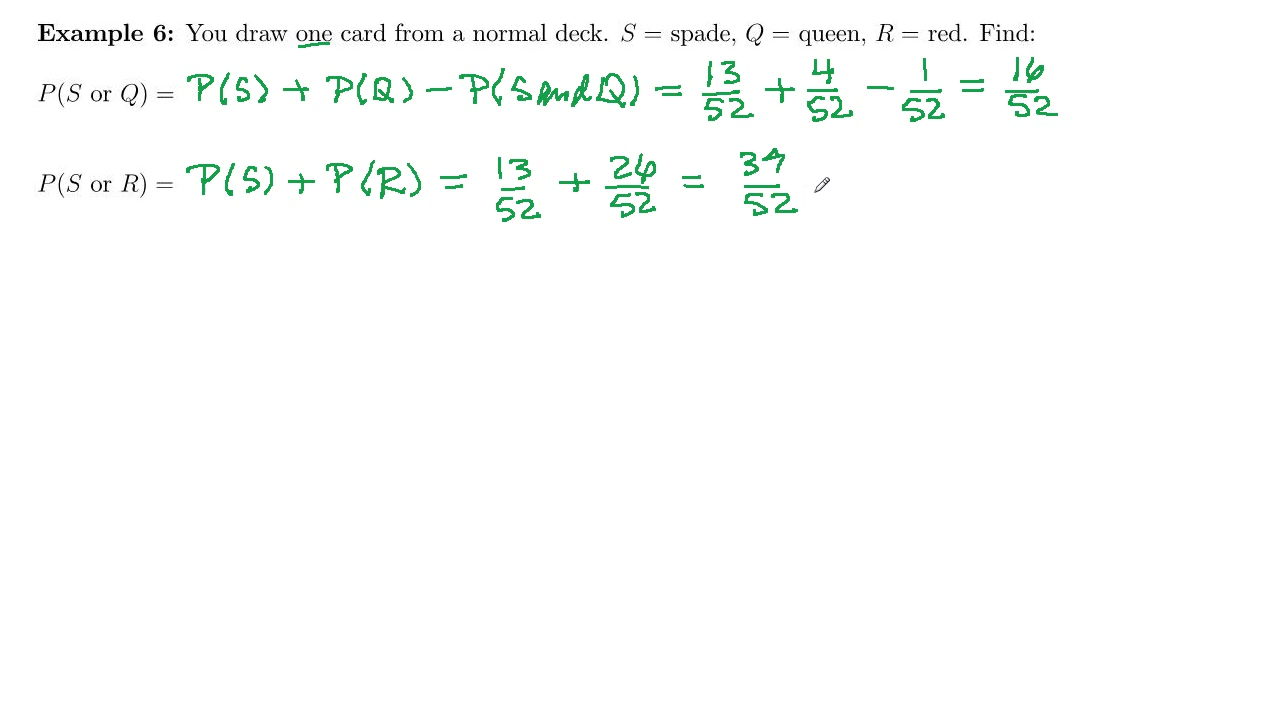 Example 6: You draw one card from a normal deck. S = spade, Q = queen, R = red. Find:
P(S or Q) = P(S) + P(Q) − P(S and Q) = 13/52 + 4/52 − 1/52 = 16/52
P(S or R) = P(S) + P(R) = 13/52 + 26/52 = 39/52